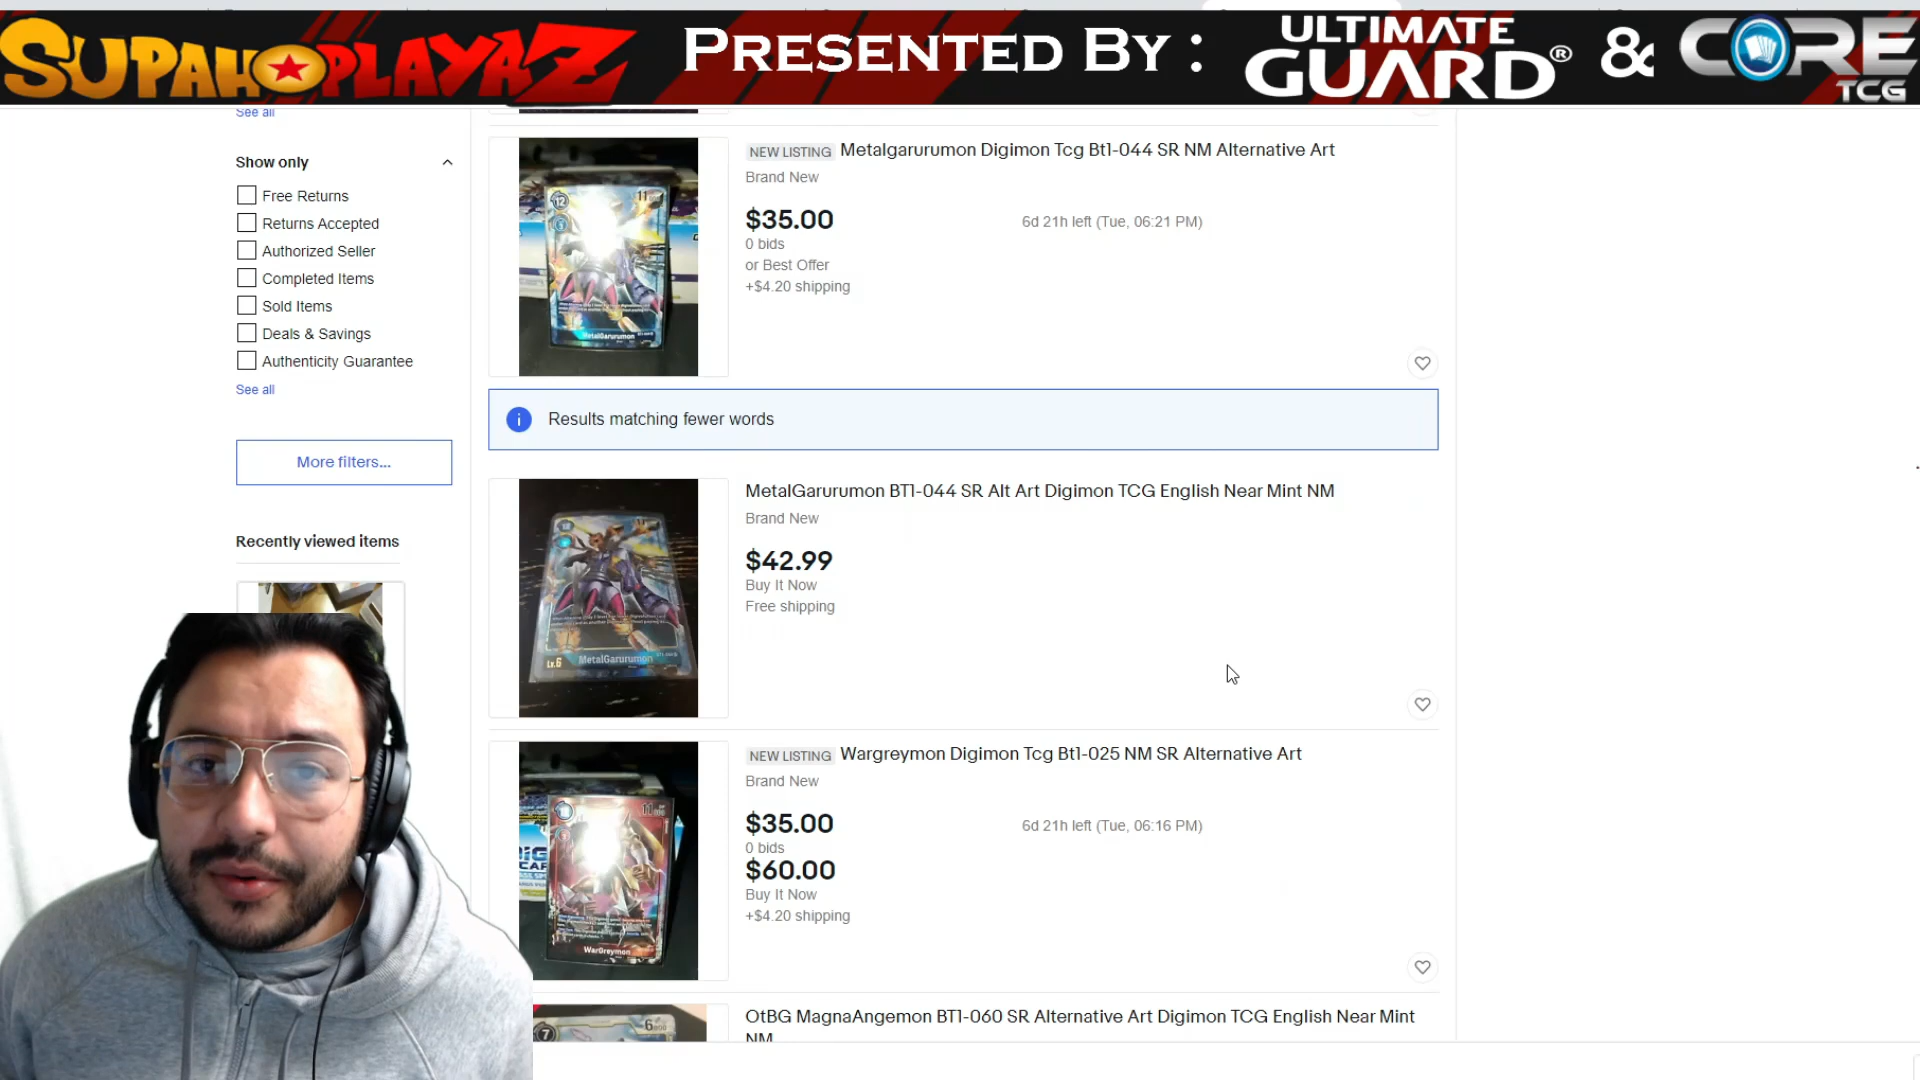 SUPAHPLAYAZ PRESENTED BY : ULTIMATE GUARD® & CORE TCG
See all
Show only
Free Returns
Returns Accepted
Authorized Seller
Completed Items
Sold Items
Deals & Savings
Authenticity Guarantee
See all
More filters...
Recently viewed items
NEW LISTING Metalgarurumon Digimon Tcg Bt1-044 SR NM Alternative Art
Brand New
$35.00
6d 21h left (Tue, 06:21 PM)
0 bids
or Best Offer
+$4.20 shipping
MetalGarurumon
Results matching fewer words
MetalGarurumon BT1-044 SR Alt Art Digimon TCG English Near Mint NM
Brand New
$42.99
Buy It Now
Free shipping
Lv.6 MetalGarurumon
NEW LISTING Wargreymon Digimon Tcg Bt1-025 NM SR Alternative Art
Brand New
$35.00
6d 21h left (Tue, 06:16 PM)
0 bids
$60.00
Buy It Now
+$4.20 shipping
WarGreymon
OtBG MagnaAngemon BT1-060 SR Alternative Art Digimon TCG English Near Mint
NM